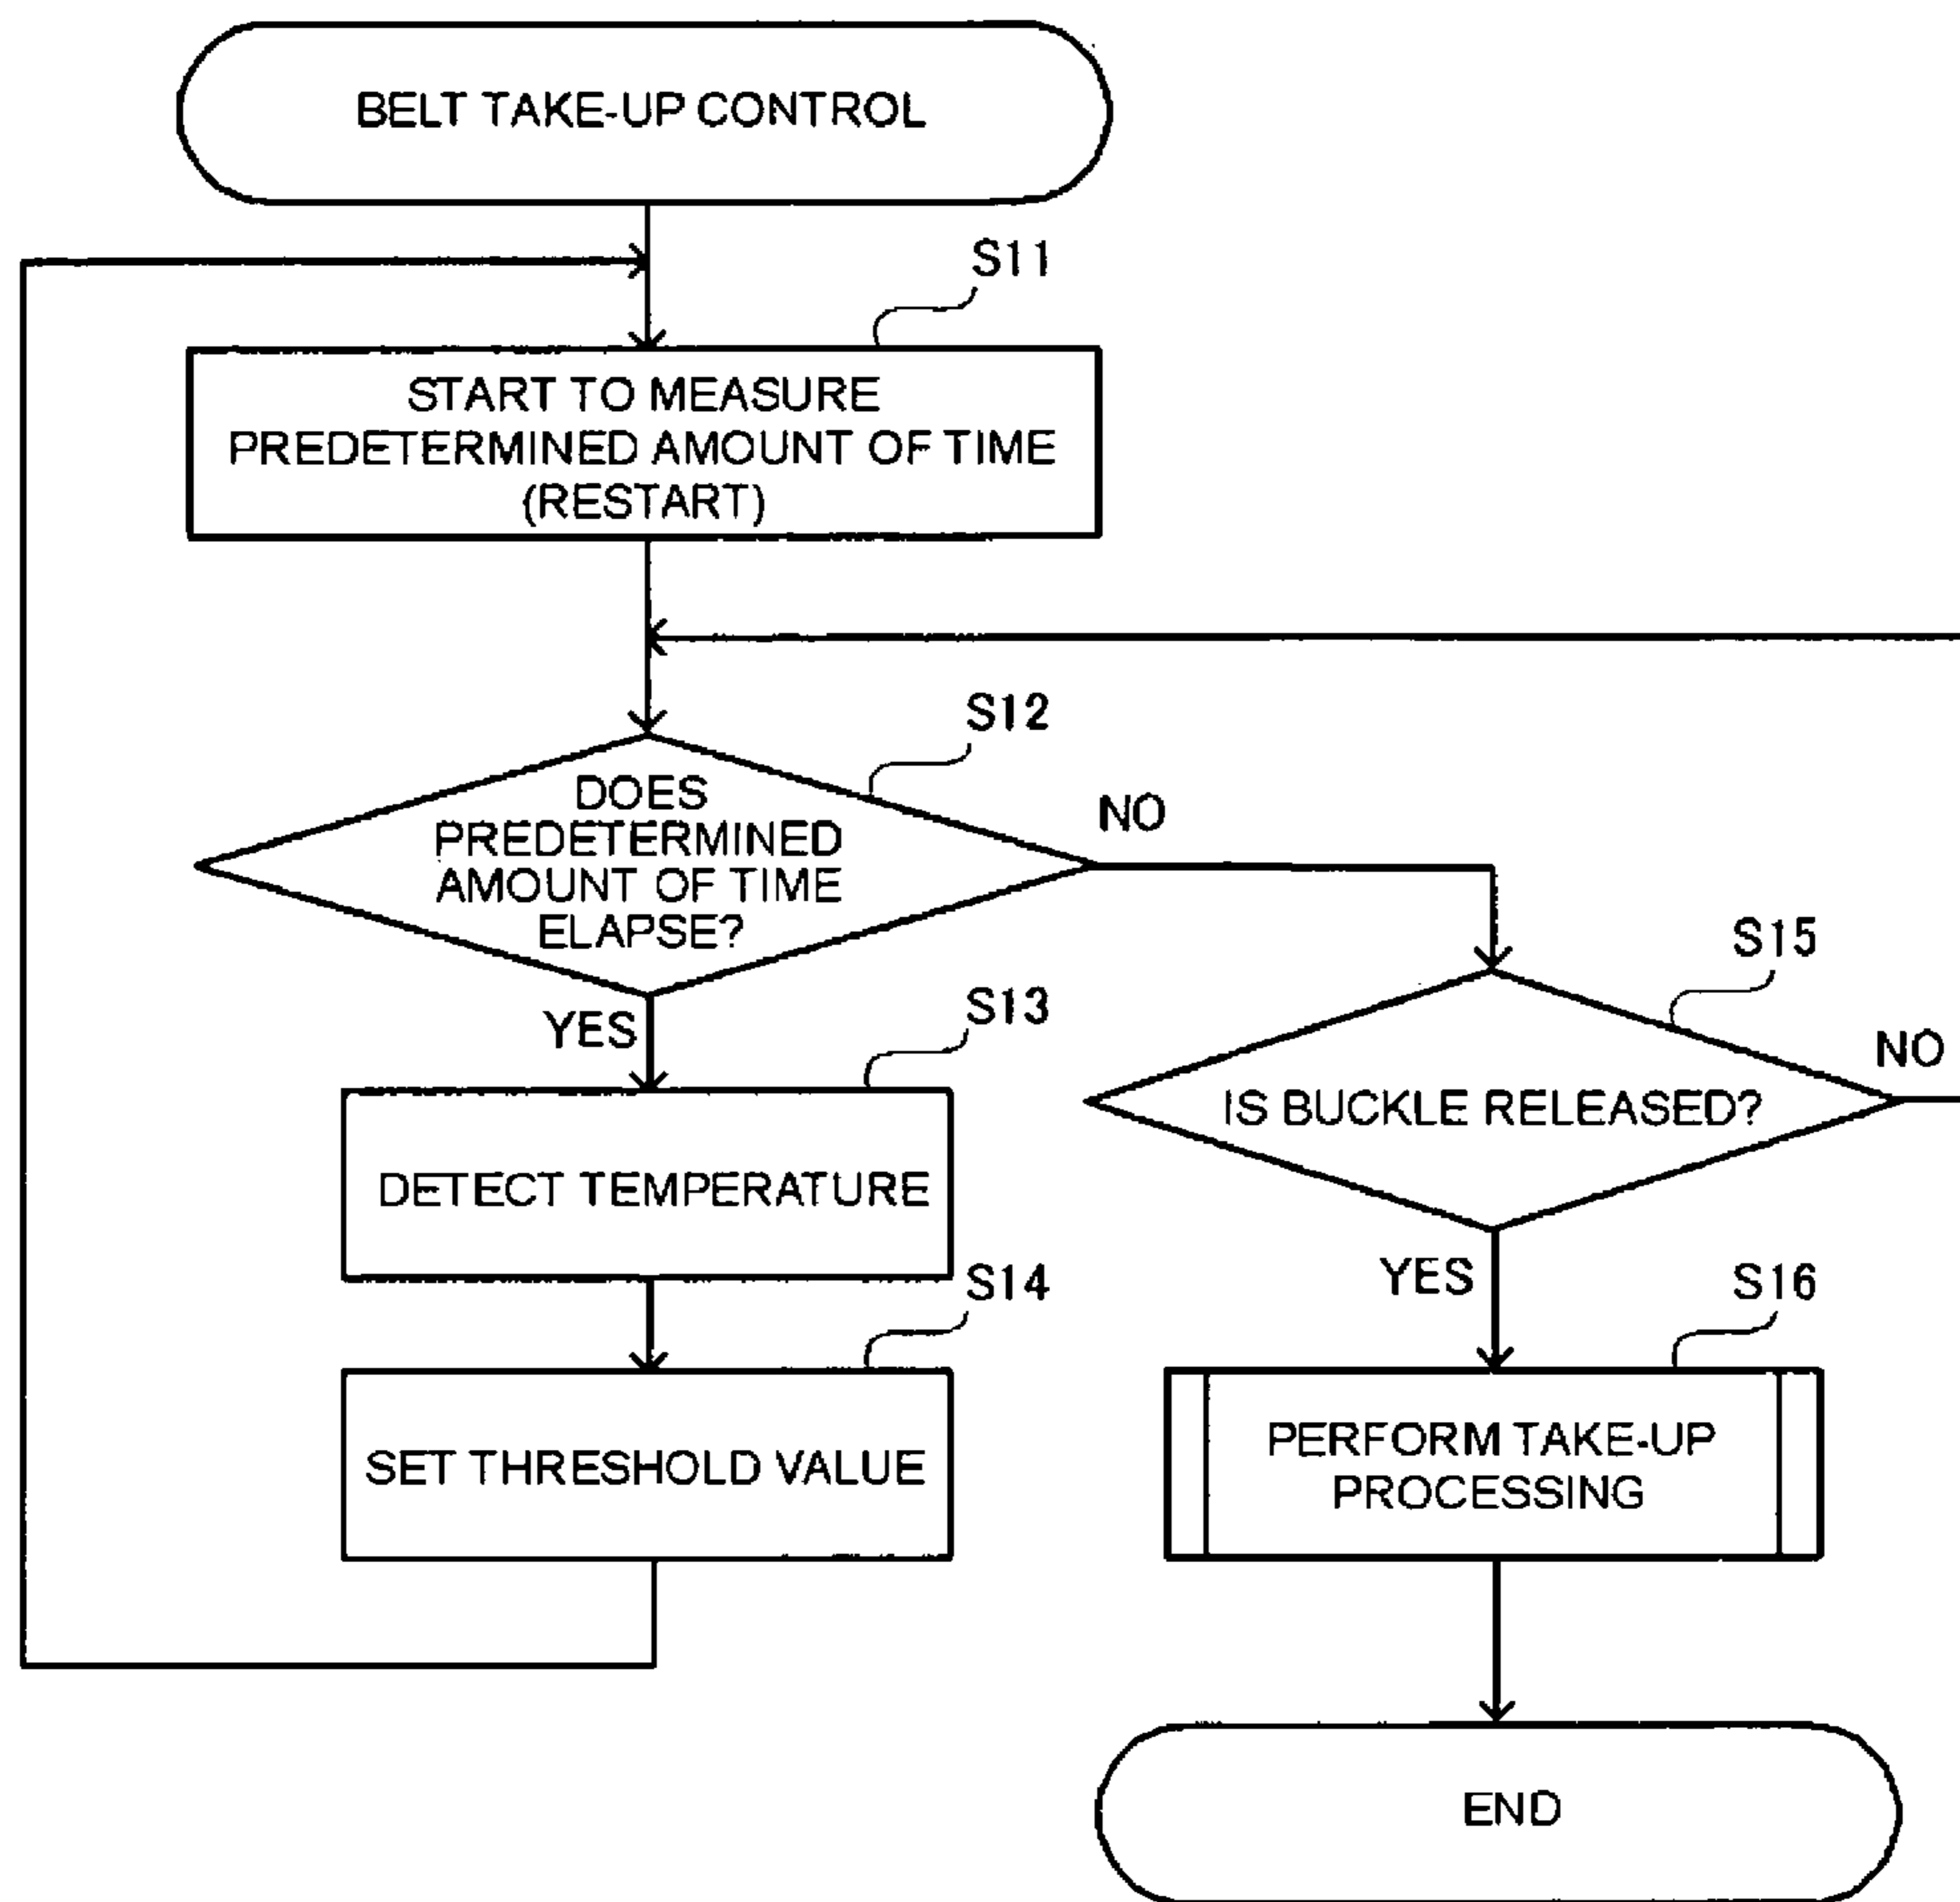 BELT TAKE-UP CONTROL
S11
START TO MEASURE
PREDETERMINED AMOUNT OF TIME
(RESTART)
S12
DOES
PREDETERMINED
AMOUNT OF TIME
ELAPSE?
NO
YES
S13
DETECT TEMPERATURE
S14
SET THRESHOLD VALUE
S15
IS BUCKLE RELEASED?
NO
YES
S16
PERFORM TAKE-UP
PROCESSING
END